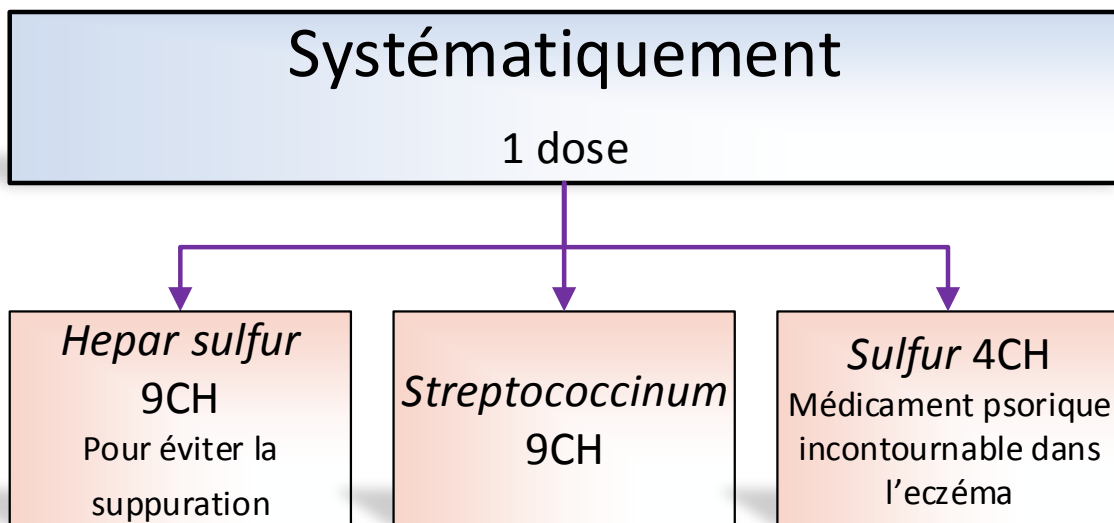 Systématiquement
1 dose
Hepar sulfur
9CH
Pour éviter la
suppuration
Streptococcinum
9CH
Sulfur 4CH
Médicament psorique
incontournable dans
l’eczéma